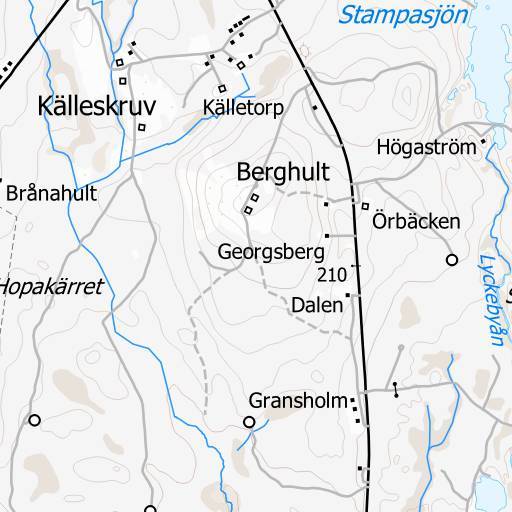 Stampasjön
Källeskruv
Källetorp
Högaström
Berghult
Brånahult
Örbäcken
Georgsberg
210
Hopakärret
Lyckebyån
Dalen
Gransholm